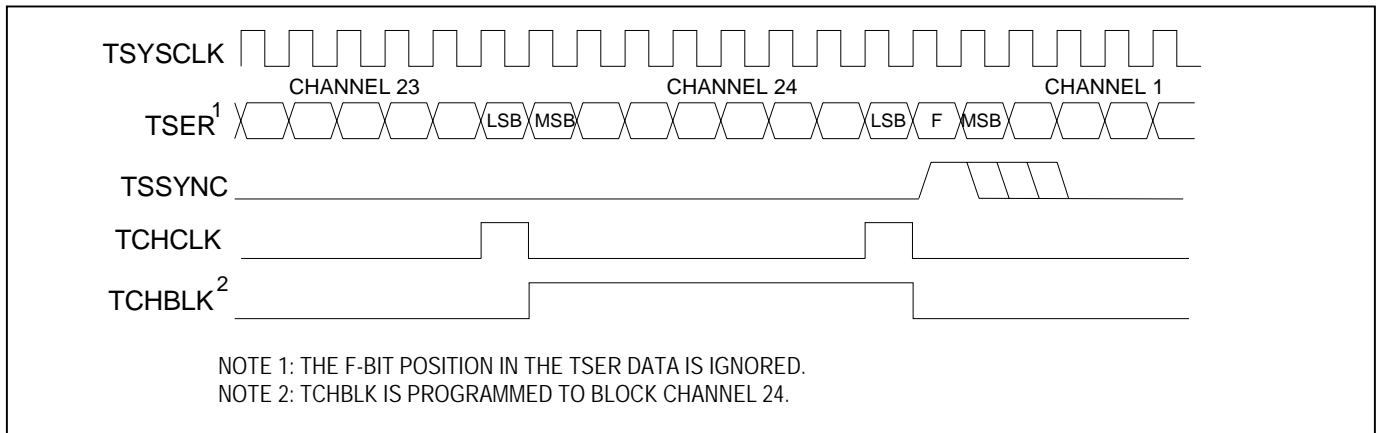 TSYSCLK
CHANNEL 23 CHANNEL 24 CHANNEL 1
TSER1 LSB MSB LSB F MSB
TSSYNC
TCHCLK
TCHBLK2
NOTE 1: THE F-BIT POSITION IN THE TSER DATA IS IGNORED.
NOTE 2: TCHBLK IS PROGRAMMED TO BLOCK CHANNEL 24.